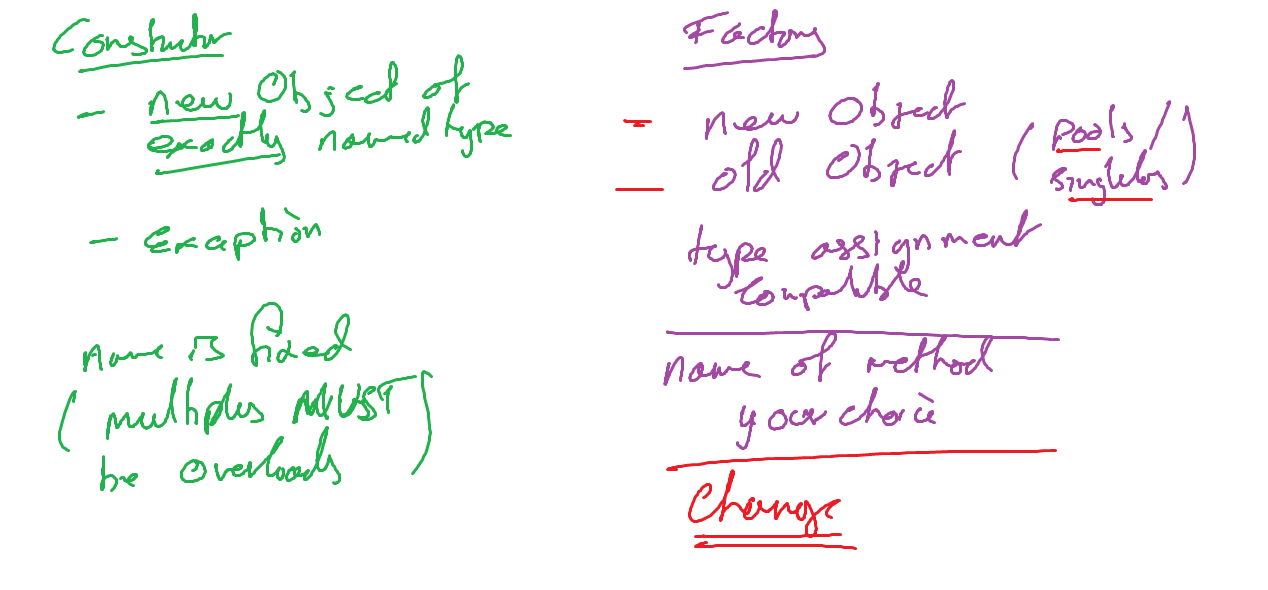 Constructor
- new Object of
exactly named type
- exception
name is fixed
( multiples MUST
be overloads )
Factory
- new Object
- old Object ( pools /
singletons )
type assignment
compatible
name of method
your choice
Change